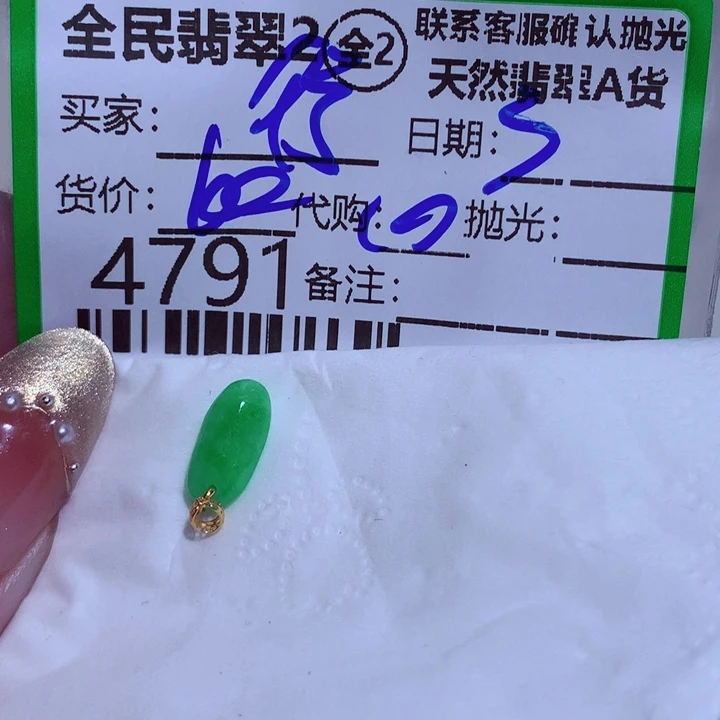 全民翡翠2 全2 联系客服确认抛光
天然翡翠A货
买家： 日期：5
货价： 代购： 抛光：
4791 备注：